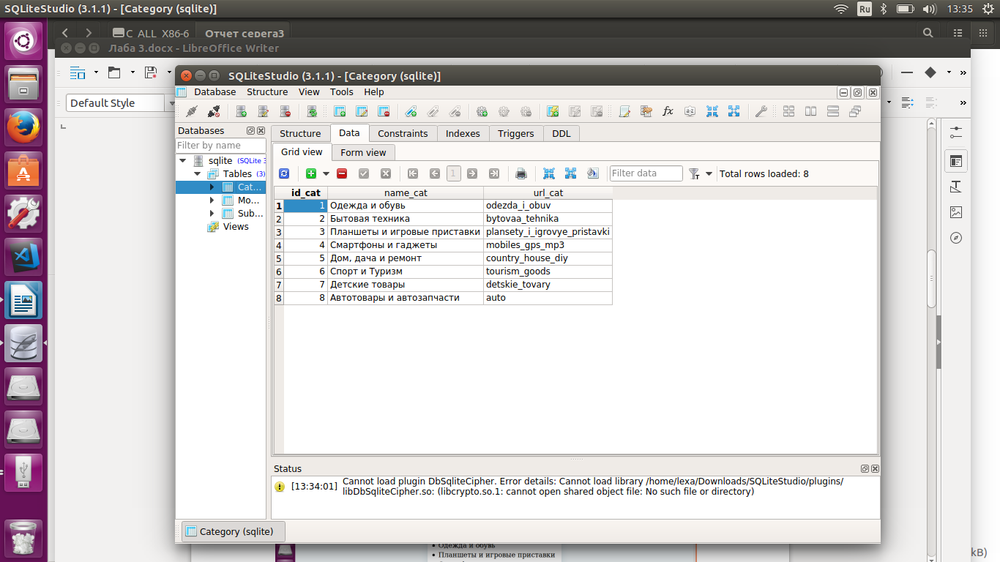 SQLiteStudio (3.1.1) - [Category (sqlite)]
Ru
13:35
C_ALL_X86-6
Отчет серега3
Лаба 3.docx - LibreOffice Writer
Default Style
SQLiteStudio (3.1.1) - [Category (sqlite)]
Database Structure View Tools Help
Databases
Filter by name
sqlite (SQLite 3
Tables (3)
Cat...
Mo...
Sub...
Views
Structure Data Constraints Indexes Triggers DDL
Grid view Form view
1 Filter data Total rows loaded: 8
id_cat name_cat url_cat
1 1 Одежда и обувь odezda_i_obuv
2 2 Бытовая техника bytovaa_tehnika
3 3 Планшеты и игровые приставки plansety_i_igrovye_pristavki
4 4 Смартфоны и гаджеты mobiles_gps_mp3
5 5 Дом, дача и ремонт country_house_diy
6 6 Спорт и Туризм tourism_goods
7 7 Детские товары detskie_tovary
8 8 Автотовары и автозапчасти auto
Status
[13:34:01] Cannot load plugin DbSqliteCipher. Error details: Cannot load library /home/lexa/Downloads/SQLiteStudio/plugins/
libDbSqliteCipher.so: (libcrypto.so.1: cannot open shared object file: No such file or directory)
Category (sqlite)
• Одежда и обувь
• Планшеты и игровые приставки
kB)